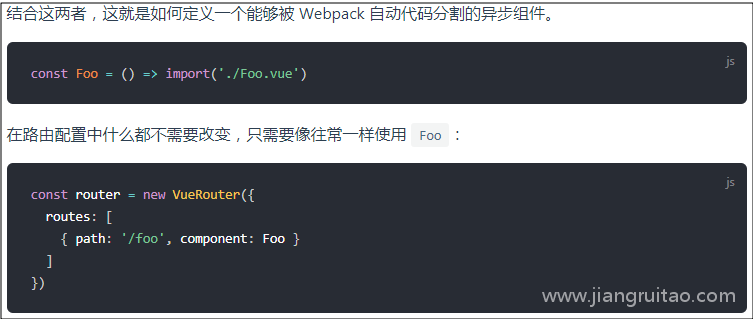 结合这两者，这就是如何定义一个能够被 Webpack 自动代码分割的异步组件。
js
const Foo = () => import('./Foo.vue')
在路由配置中什么都不需要改变，只需要像往常一样使用 Foo：
js
const router = new VueRouter({
  routes: [
    { path: '/foo', component: Foo }
  ]
})
www.jiangruitao.com